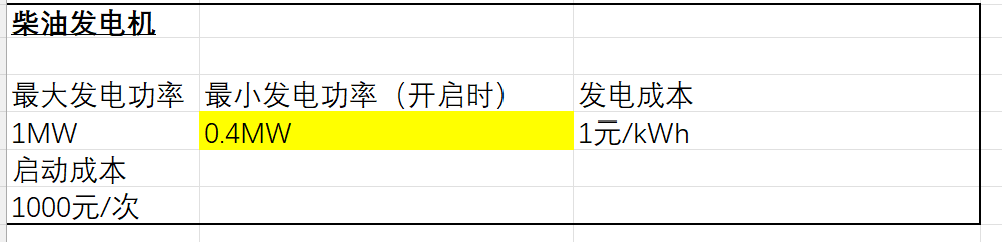 柴油发电机
最大发电功率 最小发电功率（开启时） 发电成本
1MW 0.4MW 1元/kWh
启动成本
1000元/次